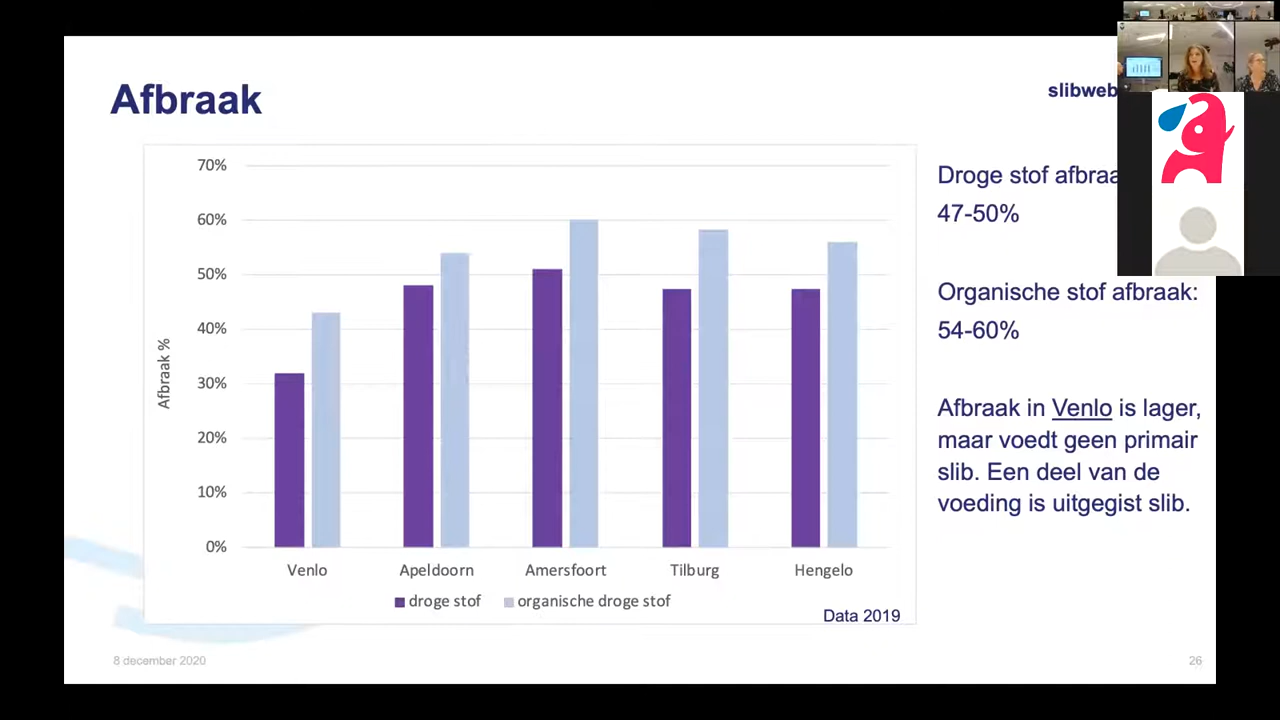 Afbraak
slibweb
70%
60%
50%
40%
30%
20%
10%
0%
Afbraak %
Venlo
Apeldoorn
Amersfoort
Tilburg
Hengelo
droge stof
organische droge stof
Data 2019
Droge stof afbraa
47-50%
Organische stof afbraak:
54-60%
Afbraak in Venlo is lager,
maar voedt geen primair
slib. Een deel van de
voeding is uitgegist slib.
8 december 2020
26